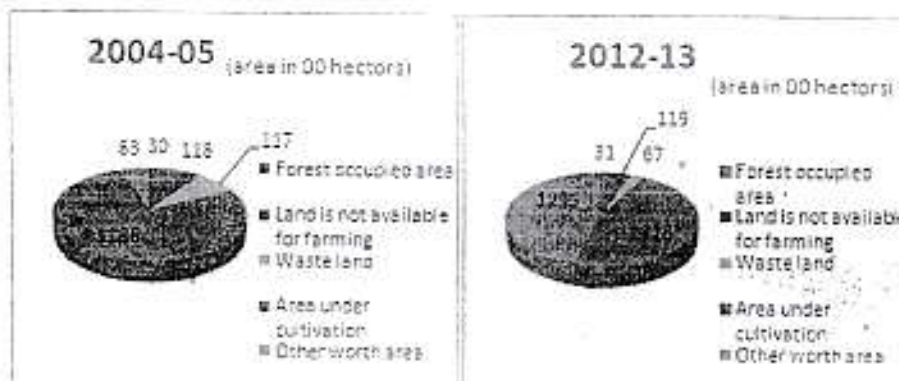 2004-05
(area in 00 hectors)
30 118
Forest occupied area
Land is not available
for farming
Waste land
Area under
cultivation
Other worth area
2012-13
(area in 00 hectors)
119
31 67
Forest occupied
area
Land is not available
for farming
Waste land
Area under
cultivation
Other worth area